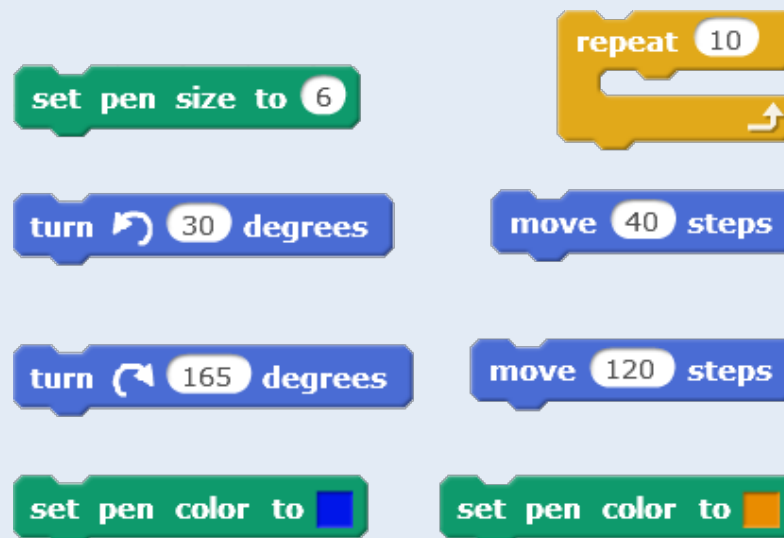 repeat 10
set pen size to 6
turn 30 degrees
move 40 steps
turn 165 degrees
move 120 steps
set pen color to
set pen color to